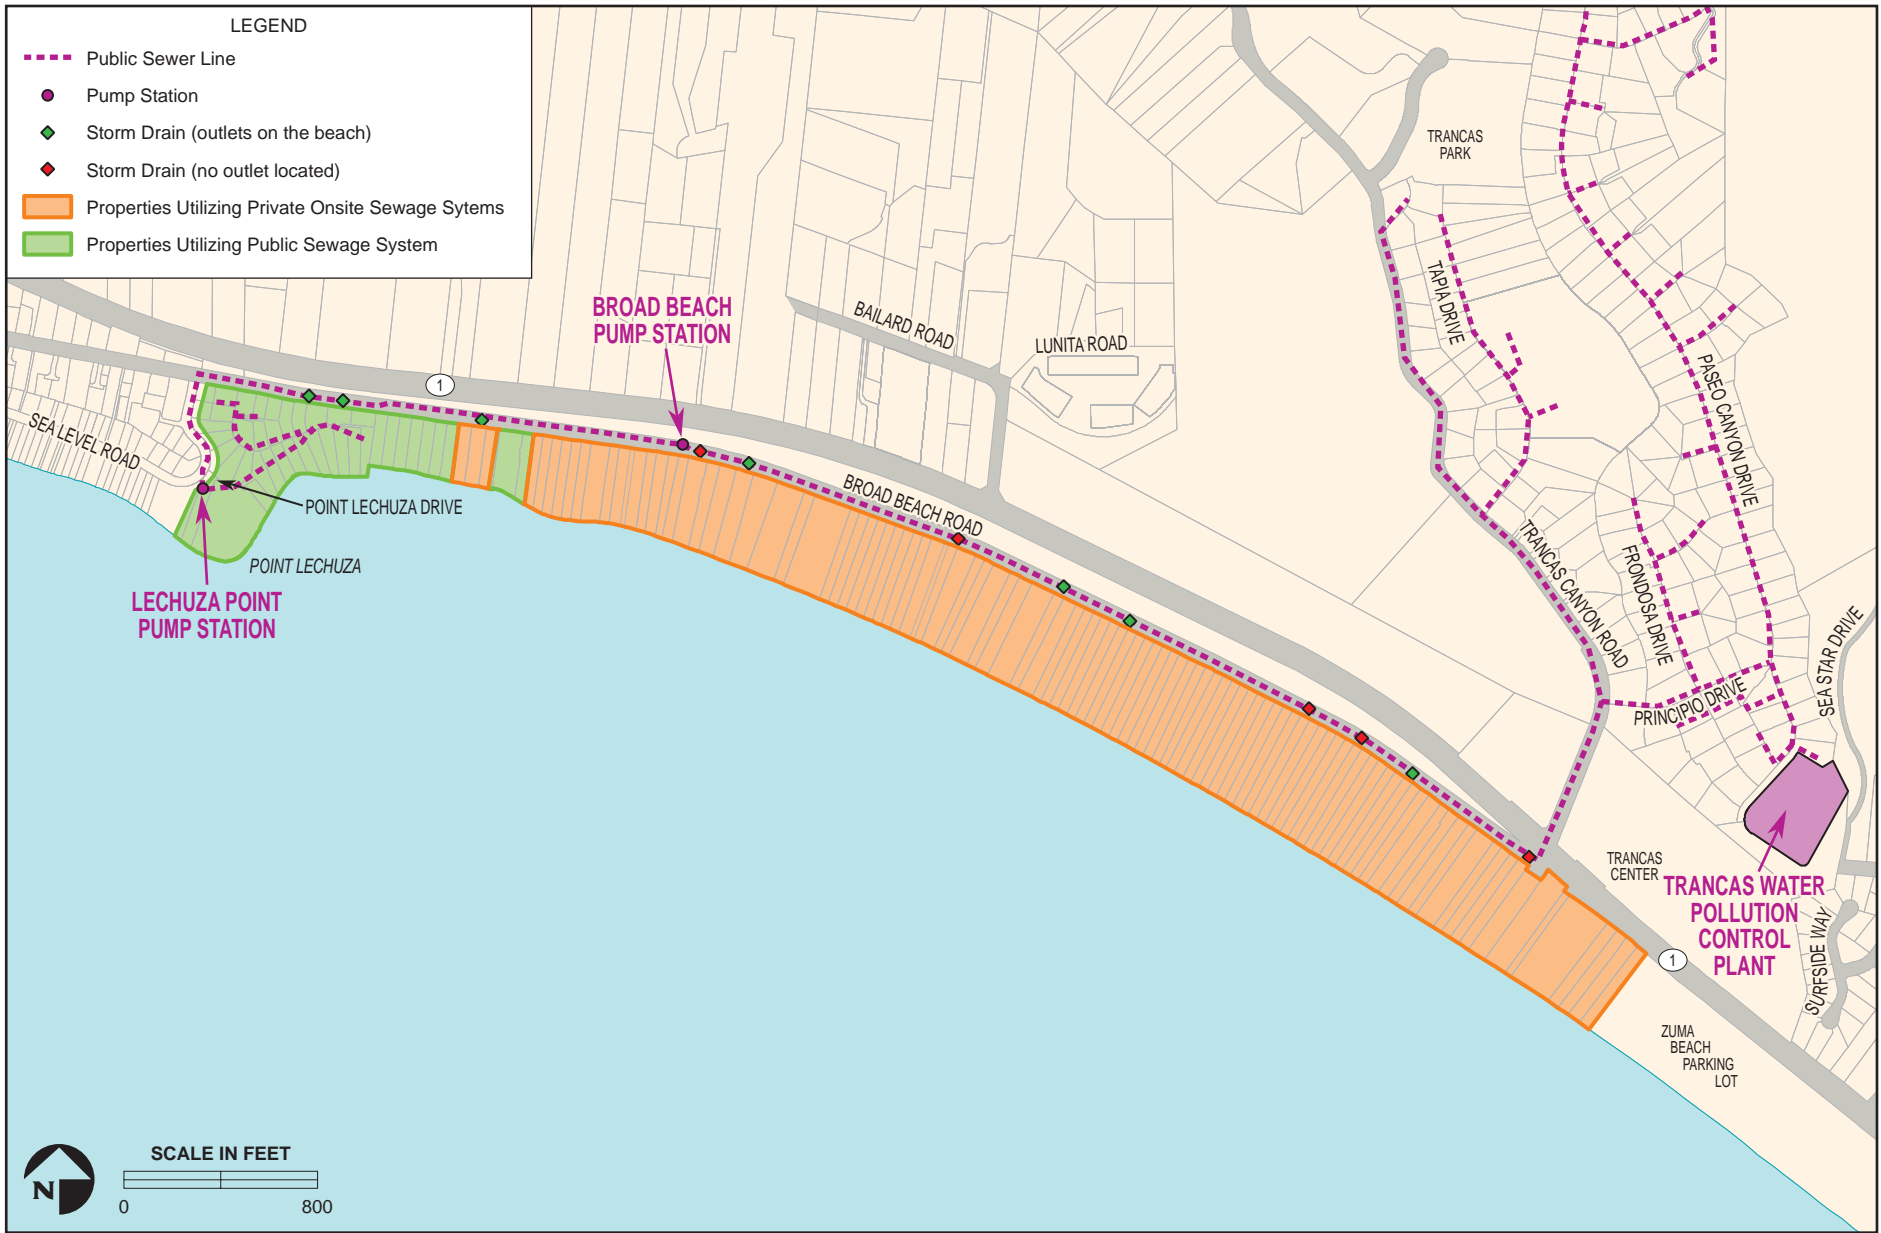 LEGEND
Public Sewer Line
Pump Station
Storm Drain (outlets on the beach)
Storm Drain (no outlet located)
Properties Utilizing Private Onsite Sewage Sytems
Properties Utilizing Public Sewage System
TRANCAS
PARK
BROAD BEACH
PUMP STATION
BAILARD ROAD
LUNITA ROAD
TAPIA DRIVE
PASEO CANYON DRIVE
1
SEA LEVEL ROAD
POINT LECHUZA DRIVE
POINT LECHUZA
LECHUZA POINT
PUMP STATION
BROAD BEACH ROAD
TRANCAS CANYON ROAD
FRONDOSA DRIVE
PRINCIPIO DRIVE
SEA STAR DRIVE
TRANCAS
CENTER
TRANCAS WATER
POLLUTION
CONTROL
PLANT
SURFSIDE WAY
1
ZUMA
BEACH
PARKING
LOT
N
SCALE IN FEET
0 800